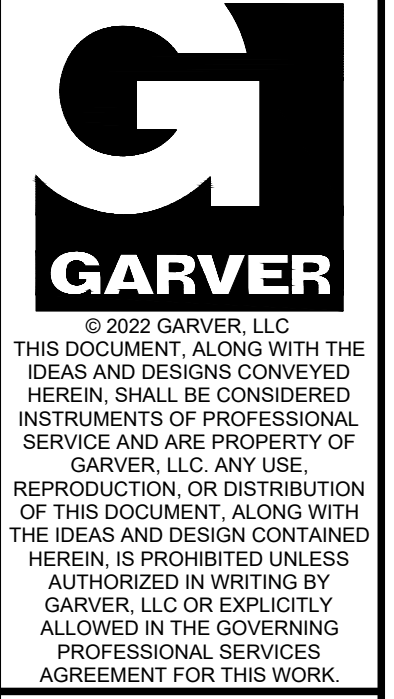 GARVER
© 2022 GARVER, LLC
THIS DOCUMENT, ALONG WITH THE
IDEAS AND DESIGNS CONVEYED
HEREIN, SHALL BE CONSIDERED
INSTRUMENTS OF PROFESSIONAL
SERVICE AND ARE PROPERTY OF
GARVER, LLC. ANY USE,
REPRODUCTION, OR DISTRIBUTION
OF THIS DOCUMENT, ALONG WITH
THE IDEAS AND DESIGN CONTAINED
HEREIN, IS PROHIBITED UNLESS
AUTHORIZED IN WRITING BY
GARVER, LLC OR EXPLICITLY
ALLOWED IN THE GOVERNING
PROFESSIONAL SERVICES
AGREEMENT FOR THIS WORK.